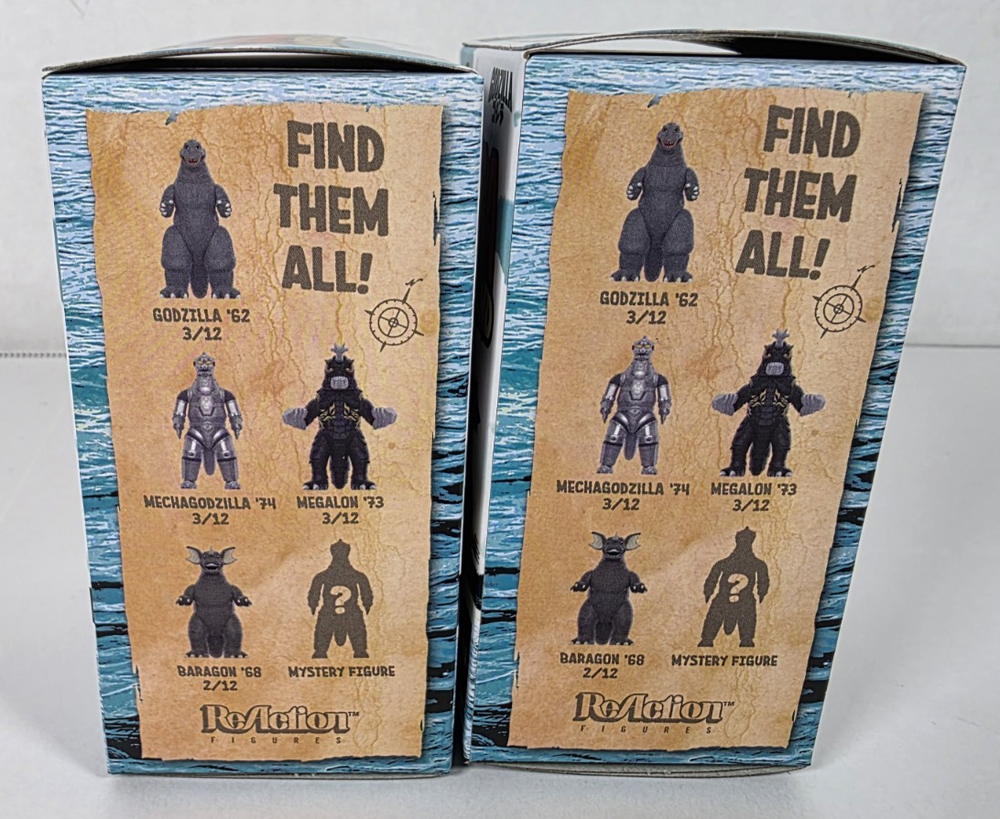 FIND
THEM
ALL!
GODZILLA '62
3/12
N
MECHAGODZILLA '74
3/12
MEGALON '73
3/12
BARAGON '68
2/12
?
MYSTERY FIGURE
ReAction™
FIGURES
FIND
THEM
ALL!
GODZILLA '62
3/12
N
MECHAGODZILLA '74
3/12
MEGALON '73
3/12
BARAGON '68
2/12
?
MYSTERY FIGURE
ReAction™
FIGURES